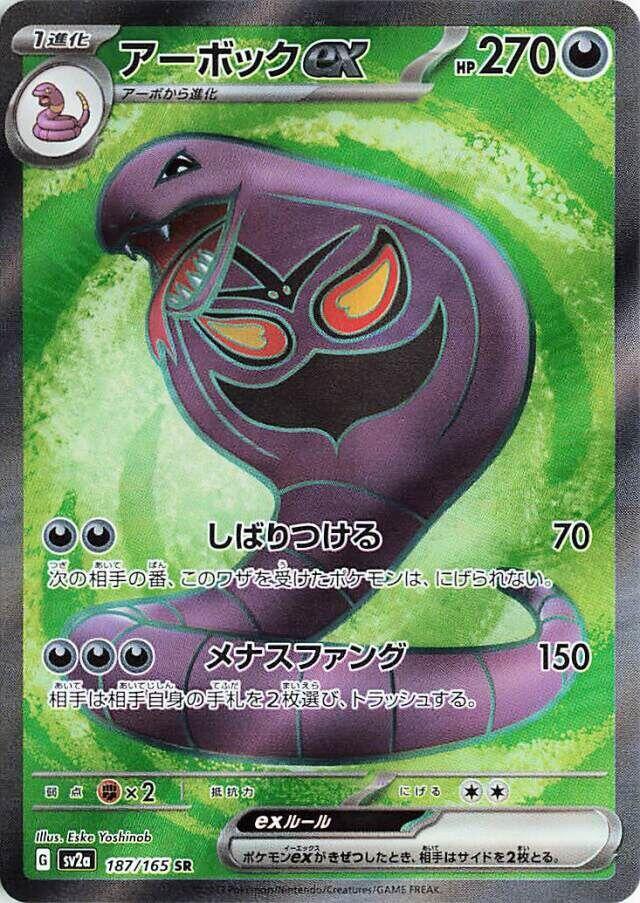 1進化
アーボックex
HP270
アーボから進化
しばりつける 70
次の相手の番、このワザを受けたポケモンは、にげられない。
メナスファング 150
相手は相手自身の手札を2枚選び、トラッシュする。
弱点 ×2 抵抗力 にげる
exルール
ポケモンexがきぜつしたとき、相手はサイドを2枚とる。
Illus. Eske Yoshinob
G sv2a 187/165 SR
Pokémon/Nintendo/Creatures/GAME FREAK.